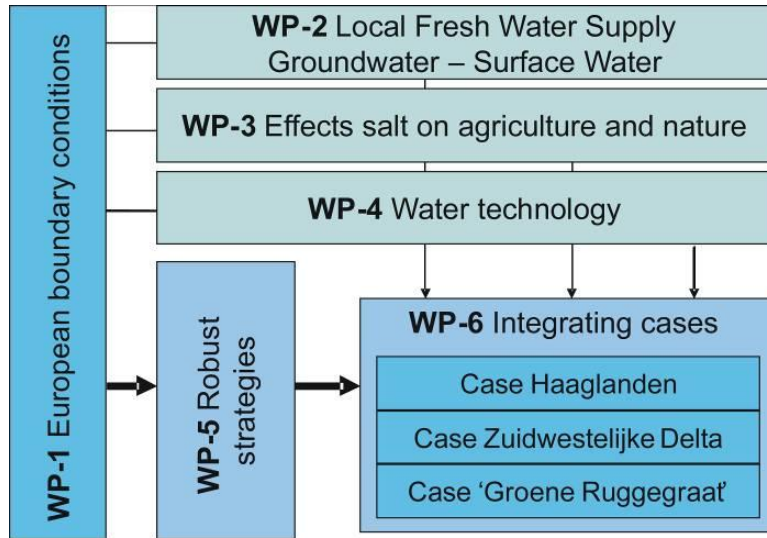 WP-1 European boundary conditions
WP-2 Local Fresh Water Supply
Groundwater – Surface Water
WP-3 Effects salt on agriculture and nature
WP-4 Water technology
WP-5 Robust
strategies
WP-6 Integrating cases
Case Haaglanden
Case Zuidwestelijke Delta
Case ‘Groene Ruggegraat’